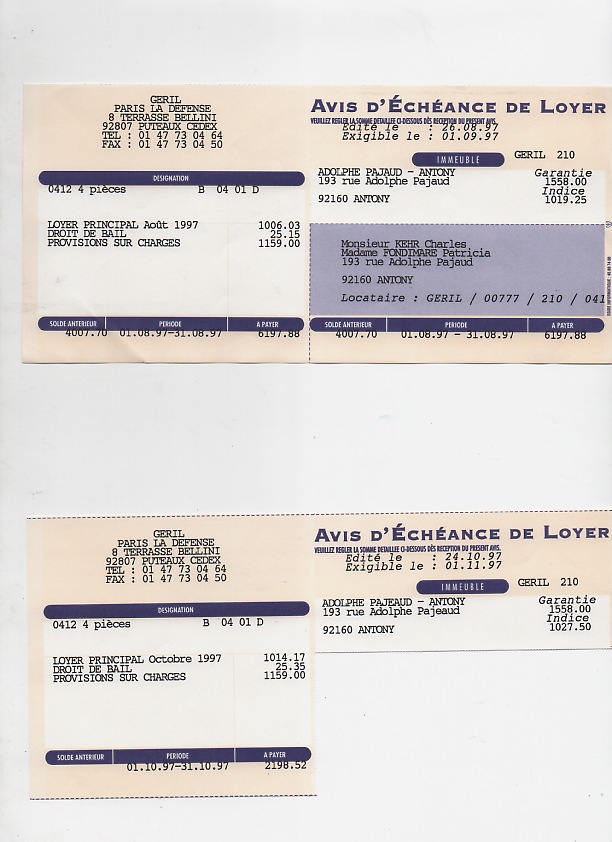 GERIL
PARIS LA DEFENSE
8 TERRASSE BELLINI
92807 PUTEAUX CEDEX
TEL : 01 47 73 04 64
FAX : 01 47 73 04 50
DESIGNATION
0412 4 pièces B 04 01 D
LOYER PRINCIPAL Août 1997 1006.03
DROIT DE BAIL 25.15
PROVISIONS SUR CHARGES 1159.00
SOLDE ANTERIEUR PERIODE A PAYER
4007.70 01.08.97-31.08.97 6197.88
AVIS D'ÉCHÉANCE DE LOYER
VEUILLEZ REGLER LA SOMME DETAILLEE CI-DESSOUS DÈS RECEPTION DU PRESENT AVIS.
Edité le : 26.08.97
Exigible le : 01.09.97
IMMEUBLE GERIL 210
ADOLPHE PAJAUD - ANTONY Garantie
193 rue Adolphe Pajaud 1558.00
Indice
92160 ANTONY 1019.25
Monsieur KEHR Charles
Madame FONDIMARE Patricia
193 rue Adolphe Pajaud
92160 ANTONY
Locataire : GERIL / 00777 / 210 / 041
SOLDE ANTERIEUR PERIODE A PAYER
4007.70 01.08.97 - 31.08.97 6197.88
GERIL
PARIS LA DEFENSE
8 TERRASSE BELLINI
92807 PUTEAUX CEDEX
TEL : 01 47 73 04 64
FAX : 01 47 73 04 50
DESIGNATION
0412 4 pièces B 04 01 D
LOYER PRINCIPAL Octobre 1997 1014.17
DROIT DE BAIL 25.35
PROVISIONS SUR CHARGES 1159.00
SOLDE ANTERIEUR PERIODE A PAYER
01.10.97-31.10.97 2198.52
AVIS D'ÉCHÉANCE DE LOYER
VEUILLEZ REGLER LA SOMME DETAILLEE CI-DESSOUS DÈS RECEPTION DU PRESENT AVIS.
Edité le : 24.10.97
Exigible le : 01.11.97
IMMEUBLE GERIL 210
ADOLPHE PAJEAUD - ANTONY Garantie
193 rue Adolphe Pajeaud 1558.00
Indice
92160 ANTONY 1027.50